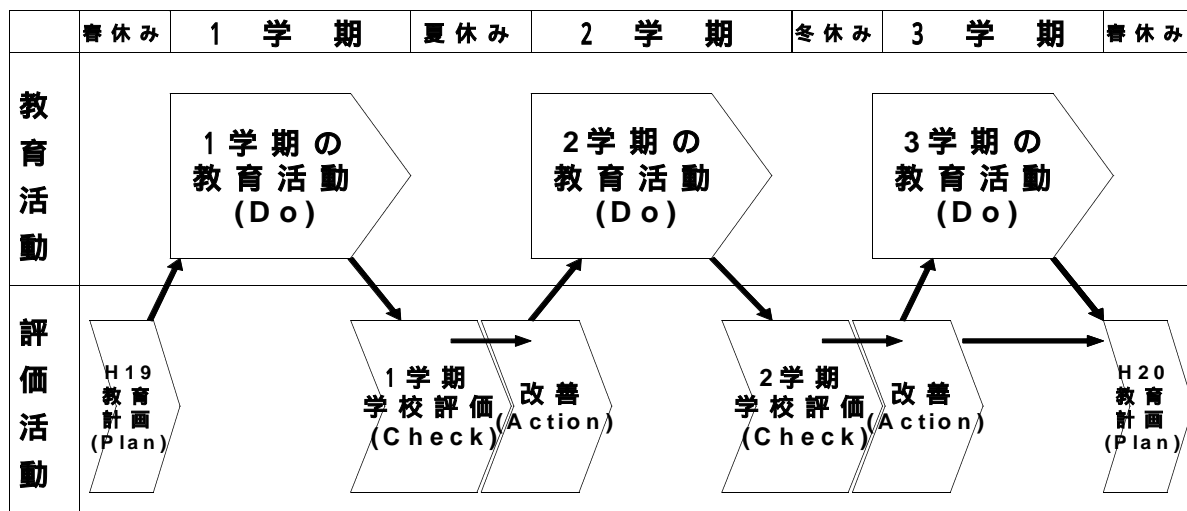 春休み
1学期
夏休み
2学期
冬休み
3学期
春休み
教育活動
1学期の
教育活動
(Do)
2学期の
教育活動
(Do)
3学期の
教育活動
(Do)
評価活動
H19
教育
計画
(Plan)
1学期
学校評価
(Check)
改善
(Action)
2学期
学校評価
(Check)
改善
(Action)
H20
教育
計画
(Plan)